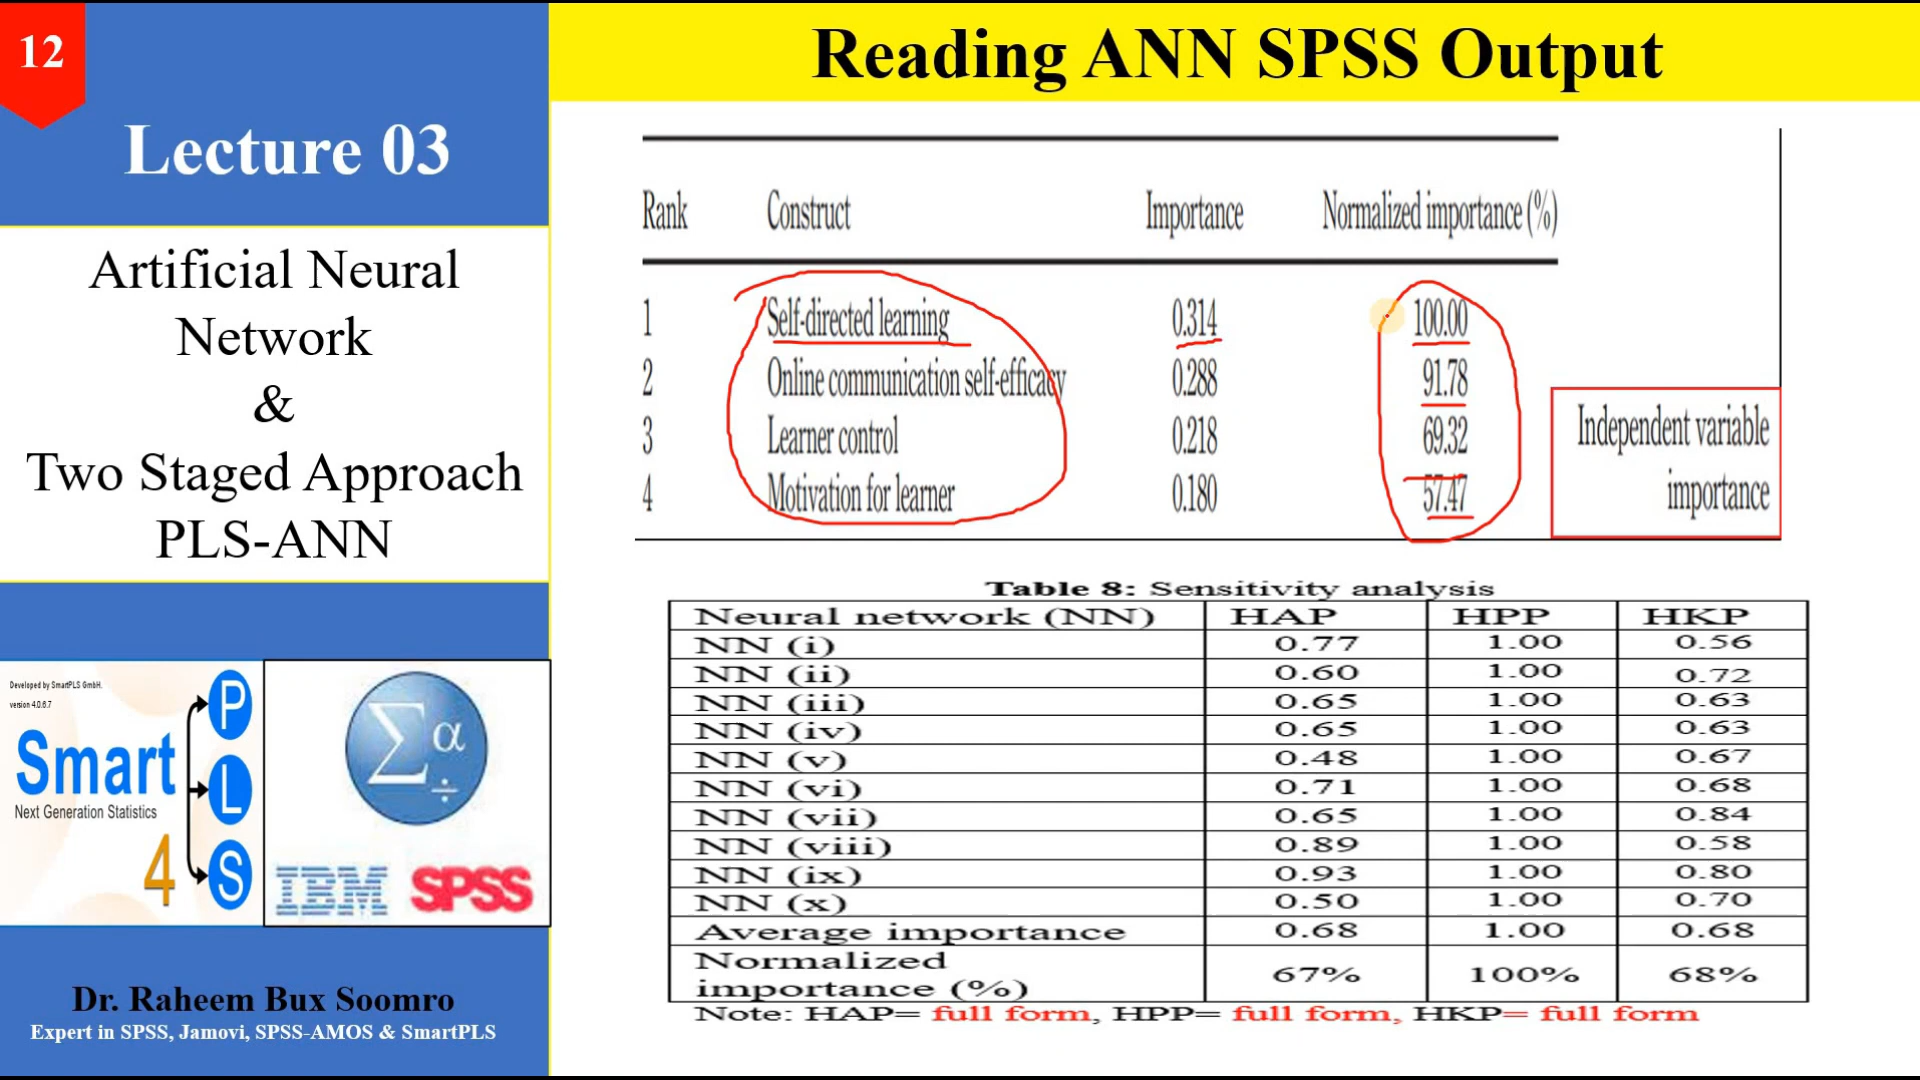 12
Lecture 03
Artificial Neural
Network
&
Two Staged Approach
PLS-ANN
Developed by SmartPLS GmbH.
version 4.0.6.7
Smart
Next Generation Statistics
4
P
L
S
Σ α ÷
IBM SPSS
Dr. Raheem Bux Soomro
Expert in SPSS, Jamovi, SPSS-AMOS & SmartPLS
Reading ANN SPSS Output
Rank Construct Importance Normalized importance (%)
1 Self-directed learning 0.314 100.00
2 Online communication self-efficacy 0.288 91.78
3 Learner control 0.218 69.32
4 Motivation for learner 0.180 57.47
Independent variable
importance
Table 8: Sensitivity analysis
Neural network (NN) HAP HPP HKP
NN (i) 0.77 1.00 0.56
NN (ii) 0.60 1.00 0.72
NN (iii) 0.65 1.00 0.63
NN (iv) 0.65 1.00 0.63
NN (v) 0.48 1.00 0.67
NN (vi) 0.71 1.00 0.68
NN (vii) 0.65 1.00 0.84
NN (viii) 0.89 1.00 0.58
NN (ix) 0.93 1.00 0.80
NN (x) 0.50 1.00 0.70
Average importance 0.68 1.00 0.68
Normalized
importance (%) 67% 100% 68%
Note: HAP= full form, HPP= full form, HKP= full form